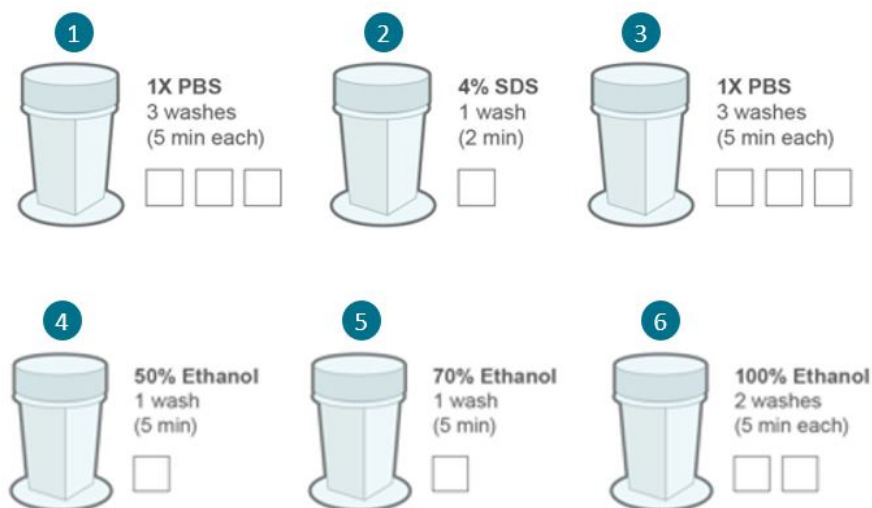 1
1X PBS
3 washes
(5 min each)
2
4% SDS
1 wash
(2 min)
3
1X PBS
3 washes
(5 min each)
4
50% Ethanol
1 wash
(5 min)
5
70% Ethanol
1 wash
(5 min)
6
100% Ethanol
2 washes
(5 min each)